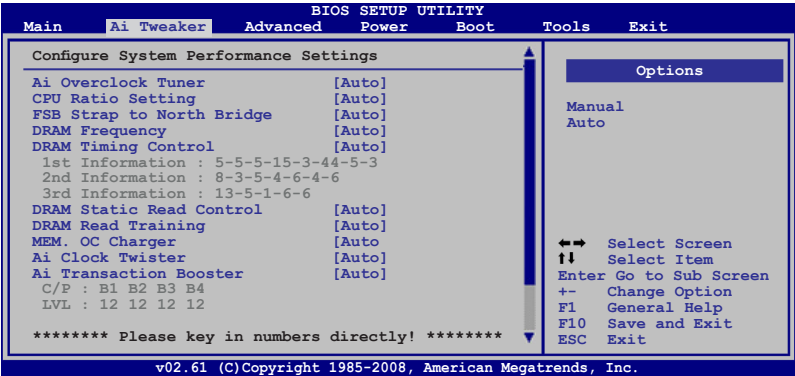 BIOS SETUP UTILITY
Main Ai Tweaker Advanced Power Boot Tools Exit
Configure System Performance Settings
Ai Overclock Tuner [Auto]
CPU Ratio Setting [Auto]
FSB Strap to North Bridge [Auto]
DRAM Frequency [Auto]
DRAM Timing Control [Auto]
1st Information : 5-5-5-15-3-44-5-3
2nd Information : 8-3-5-4-6-4-6
3rd Information : 13-5-1-6-6
DRAM Static Read Control [Auto]
DRAM Read Training [Auto]
MEM. OC Charger [Auto
Ai Clock Twister [Auto]
Ai Transaction Booster [Auto]
C/P : B1 B2 B3 B4
LVL : 12 12 12 12
******** Please key in numbers directly! ********
Options
Manual
Auto
←→ Select Screen
↑↓ Select Item
Enter Go to Sub Screen
+- Change Option
F1 General Help
F10 Save and Exit
ESC Exit
v02.61 (C)Copyright 1985-2008, American Megatrends, Inc.